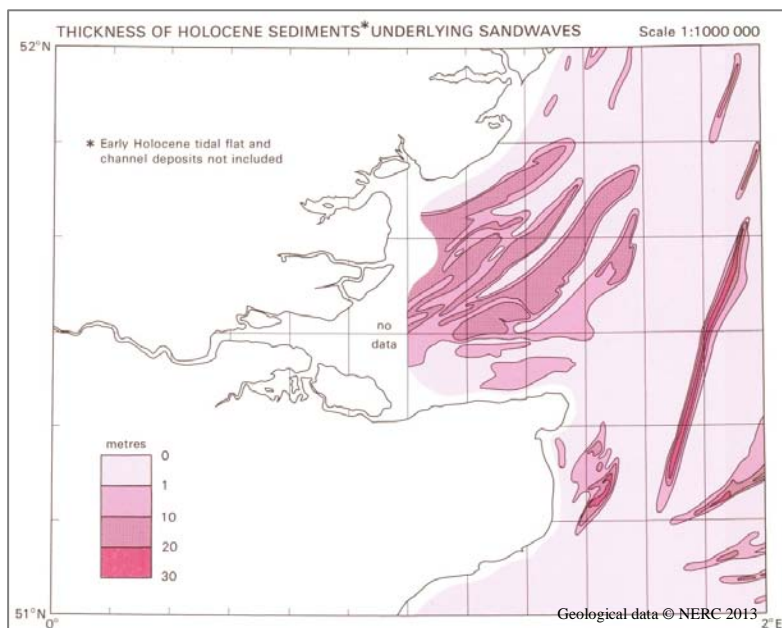 THICKNESS OF HOLOCENE SEDIMENTS* UNDERLYING SANDWAVES
Scale 1:1000 000
52°N
* Early Holocene tidal flat and
channel deposits not included
no
data
metres
0
1
10
20
30
51°N
0°
Geological data © NERC 2013
2°E